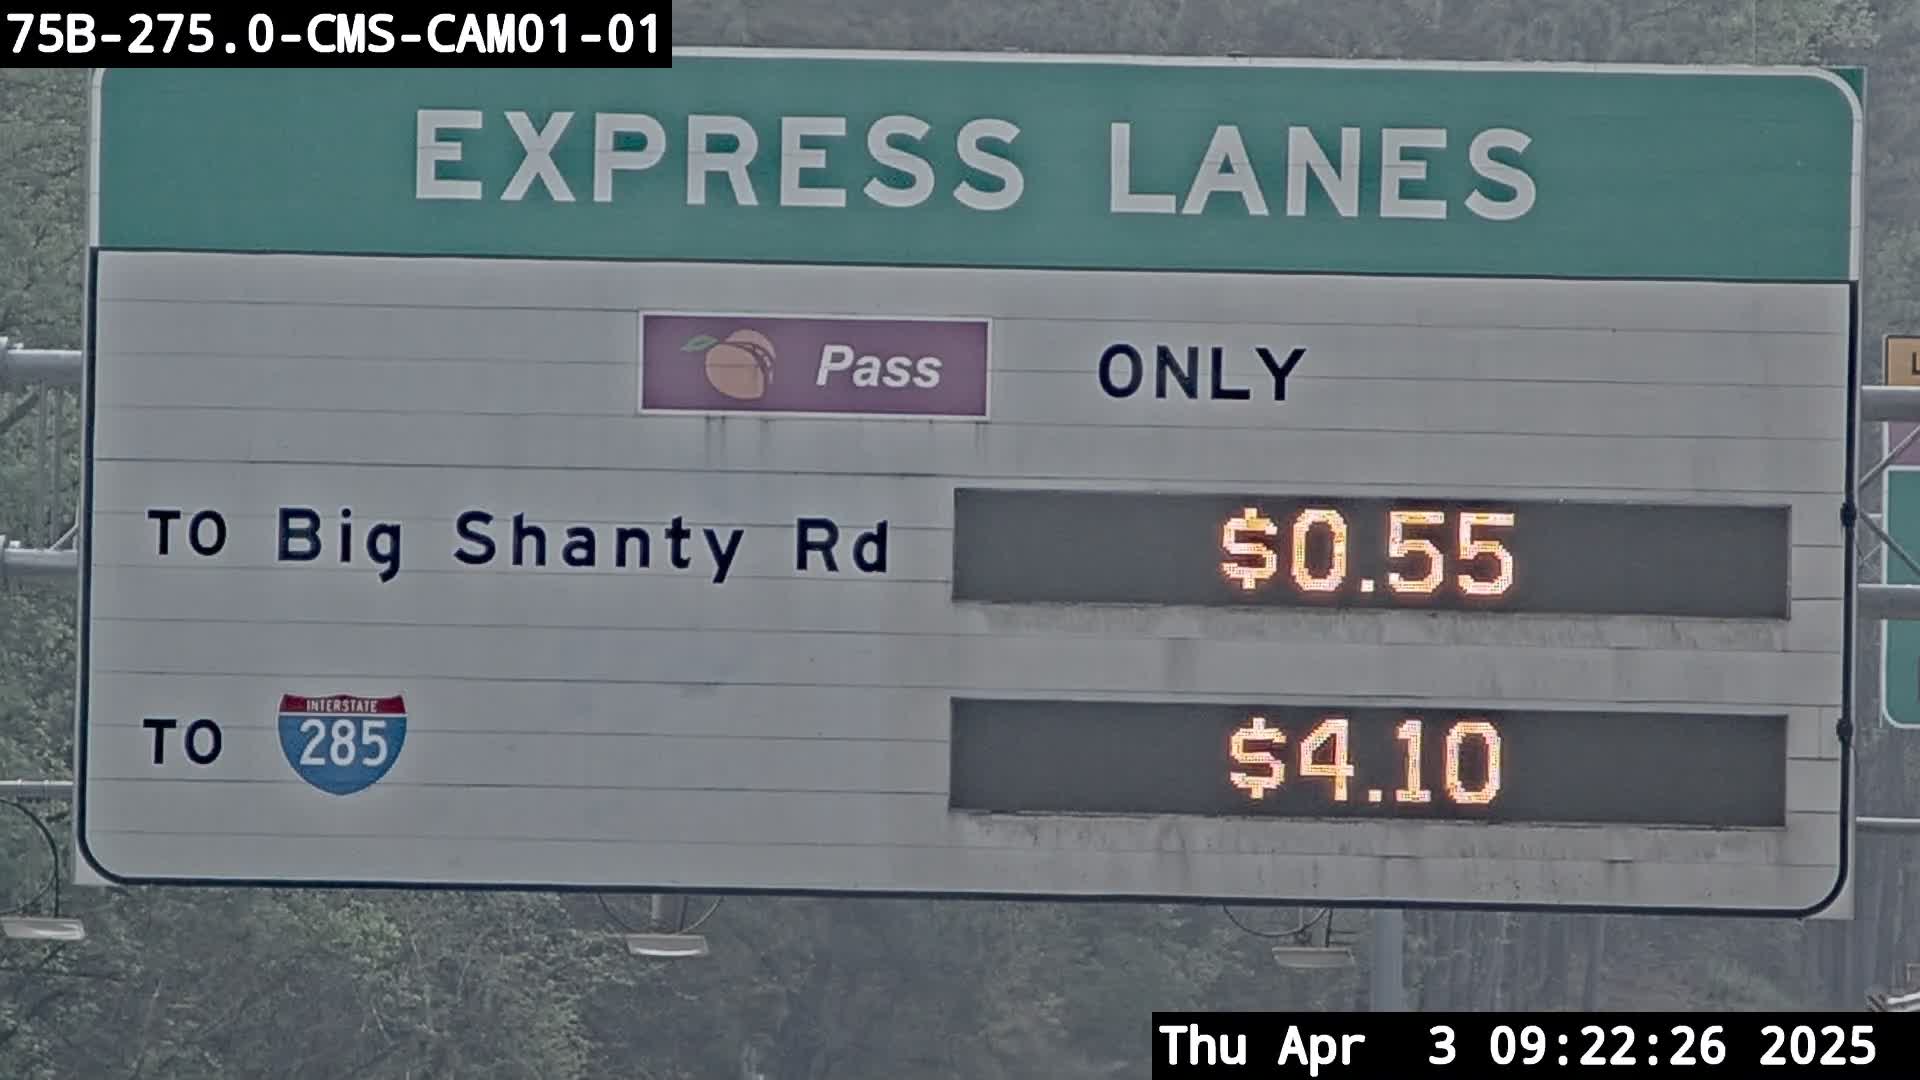 75B-275.0-CMS-CAM01-01
EXPRESS LANES
Pass ONLY
TO Big Shanty Rd $0.55
TO INTERSTATE 285 $4.10
Thu Apr 3 09:22:26 2025